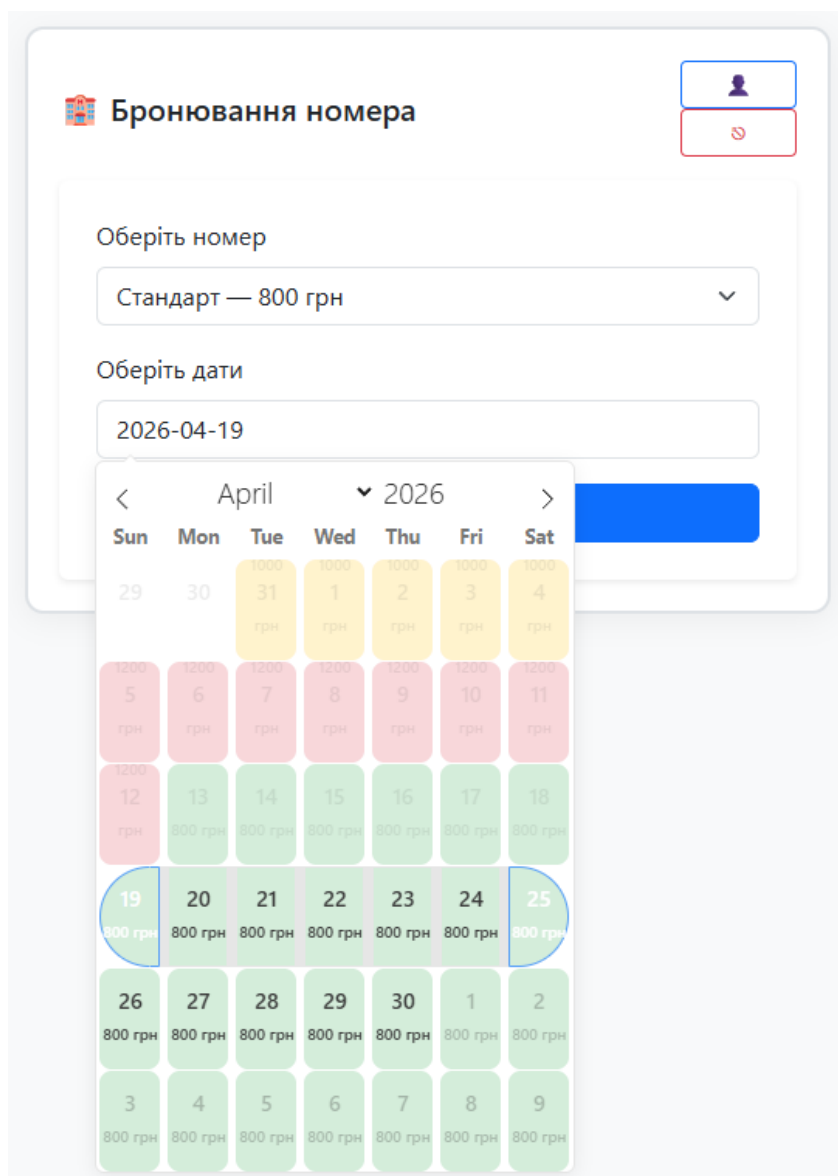 Бронювання номера
Оберіть номер
Стандарт — 800 грн
Оберіть дати
2026-04-19
April 2026
Sun Mon Tue Wed Thu Fri Sat
1000 1000 1000 1000 1000
29 30 31 1 2 3 4
грн грн грн грн грн
1200 1200 1200 1200 1200 1200 1200
5 6 7 8 9 10 11
грн грн грн грн грн грн грн
1200
12 13 14 15 16 17 18
грн 800 грн 800 грн 800 грн 800 грн 800 грн 800 грн
19 20 21 22 23 24 25
800 грн 800 грн 800 грн 800 грн 800 грн 800 грн 800 грн
26 27 28 29 30 1 2
800 грн 800 грн 800 грн 800 грн 800 грн 800 грн 800 грн
3 4 5 6 7 8 9
800 грн 800 грн 800 грн 800 грн 800 грн 800 грн 800 грн